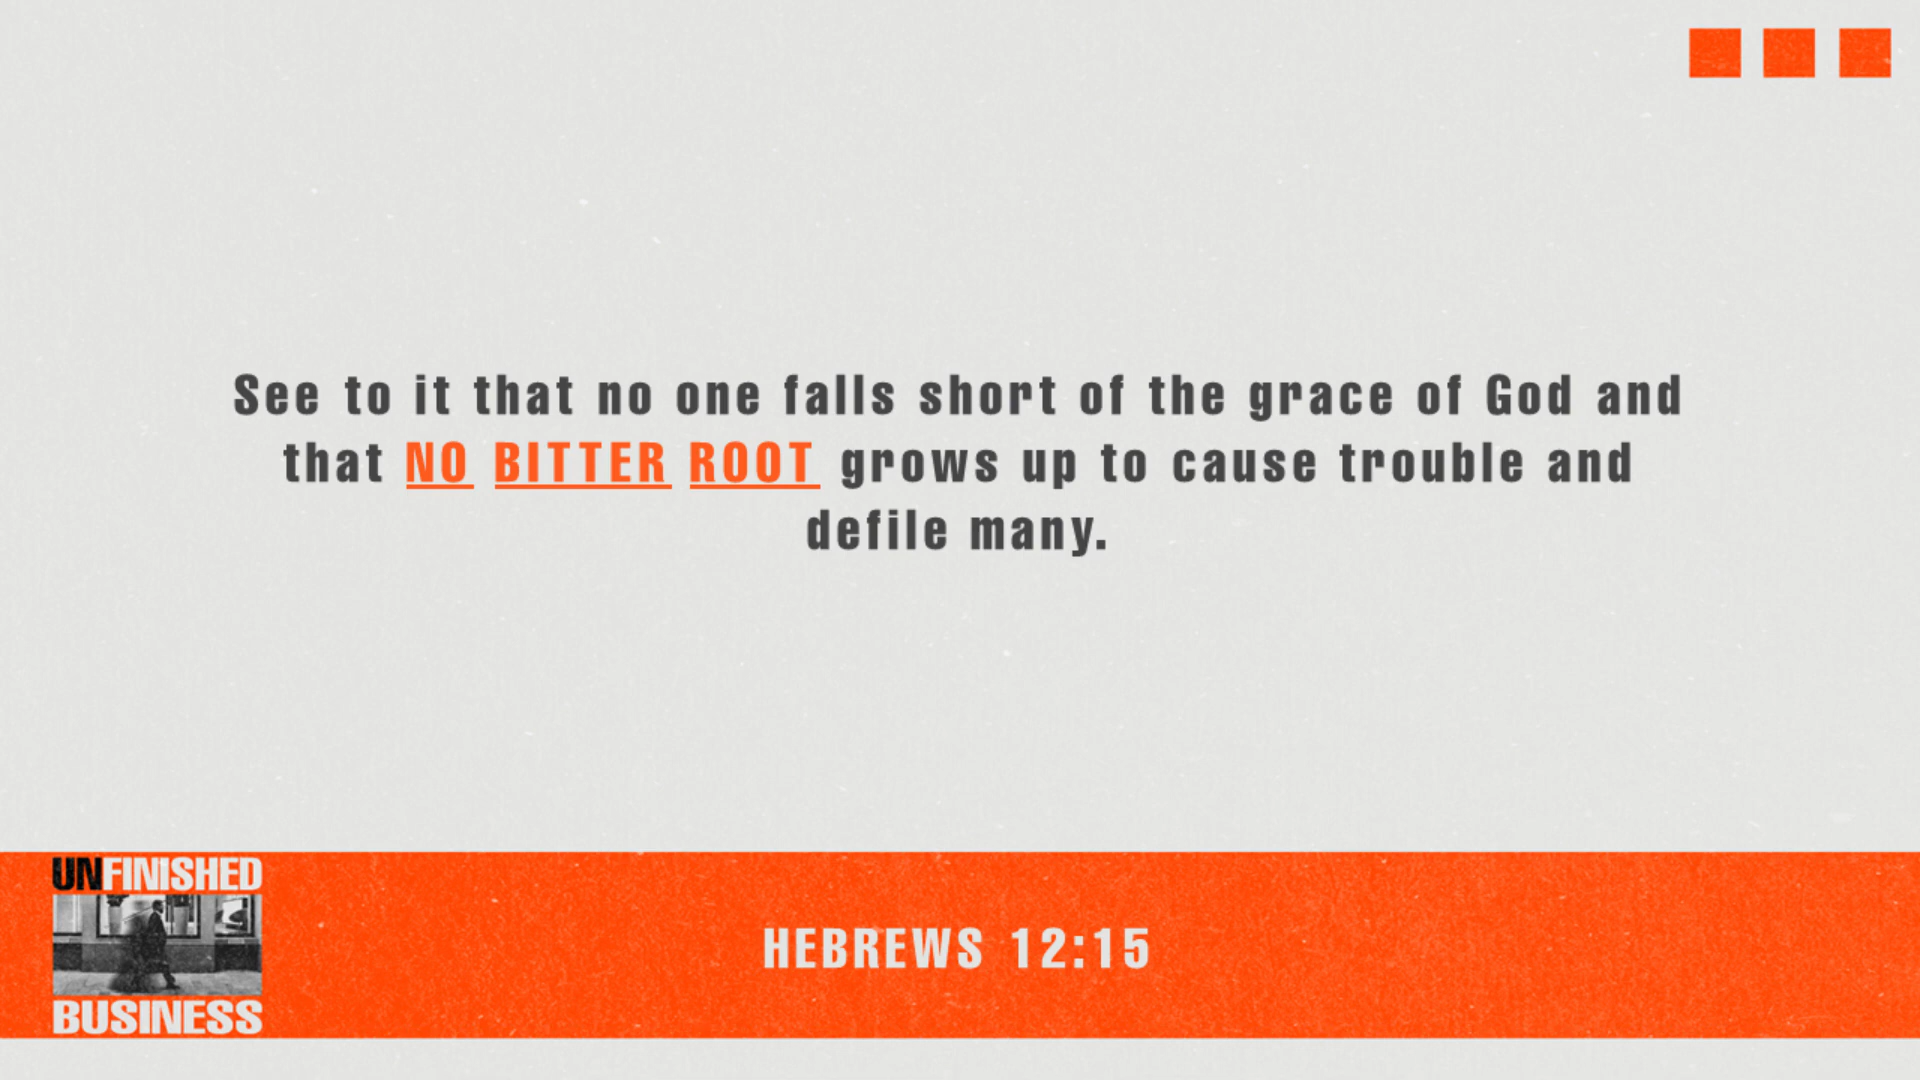 See to it that no one falls short of the grace of God and
that NO BITTER ROOT grows up to cause trouble and
defile many.
UNFINISHED
BUSINESS
HEBREWS 12:15